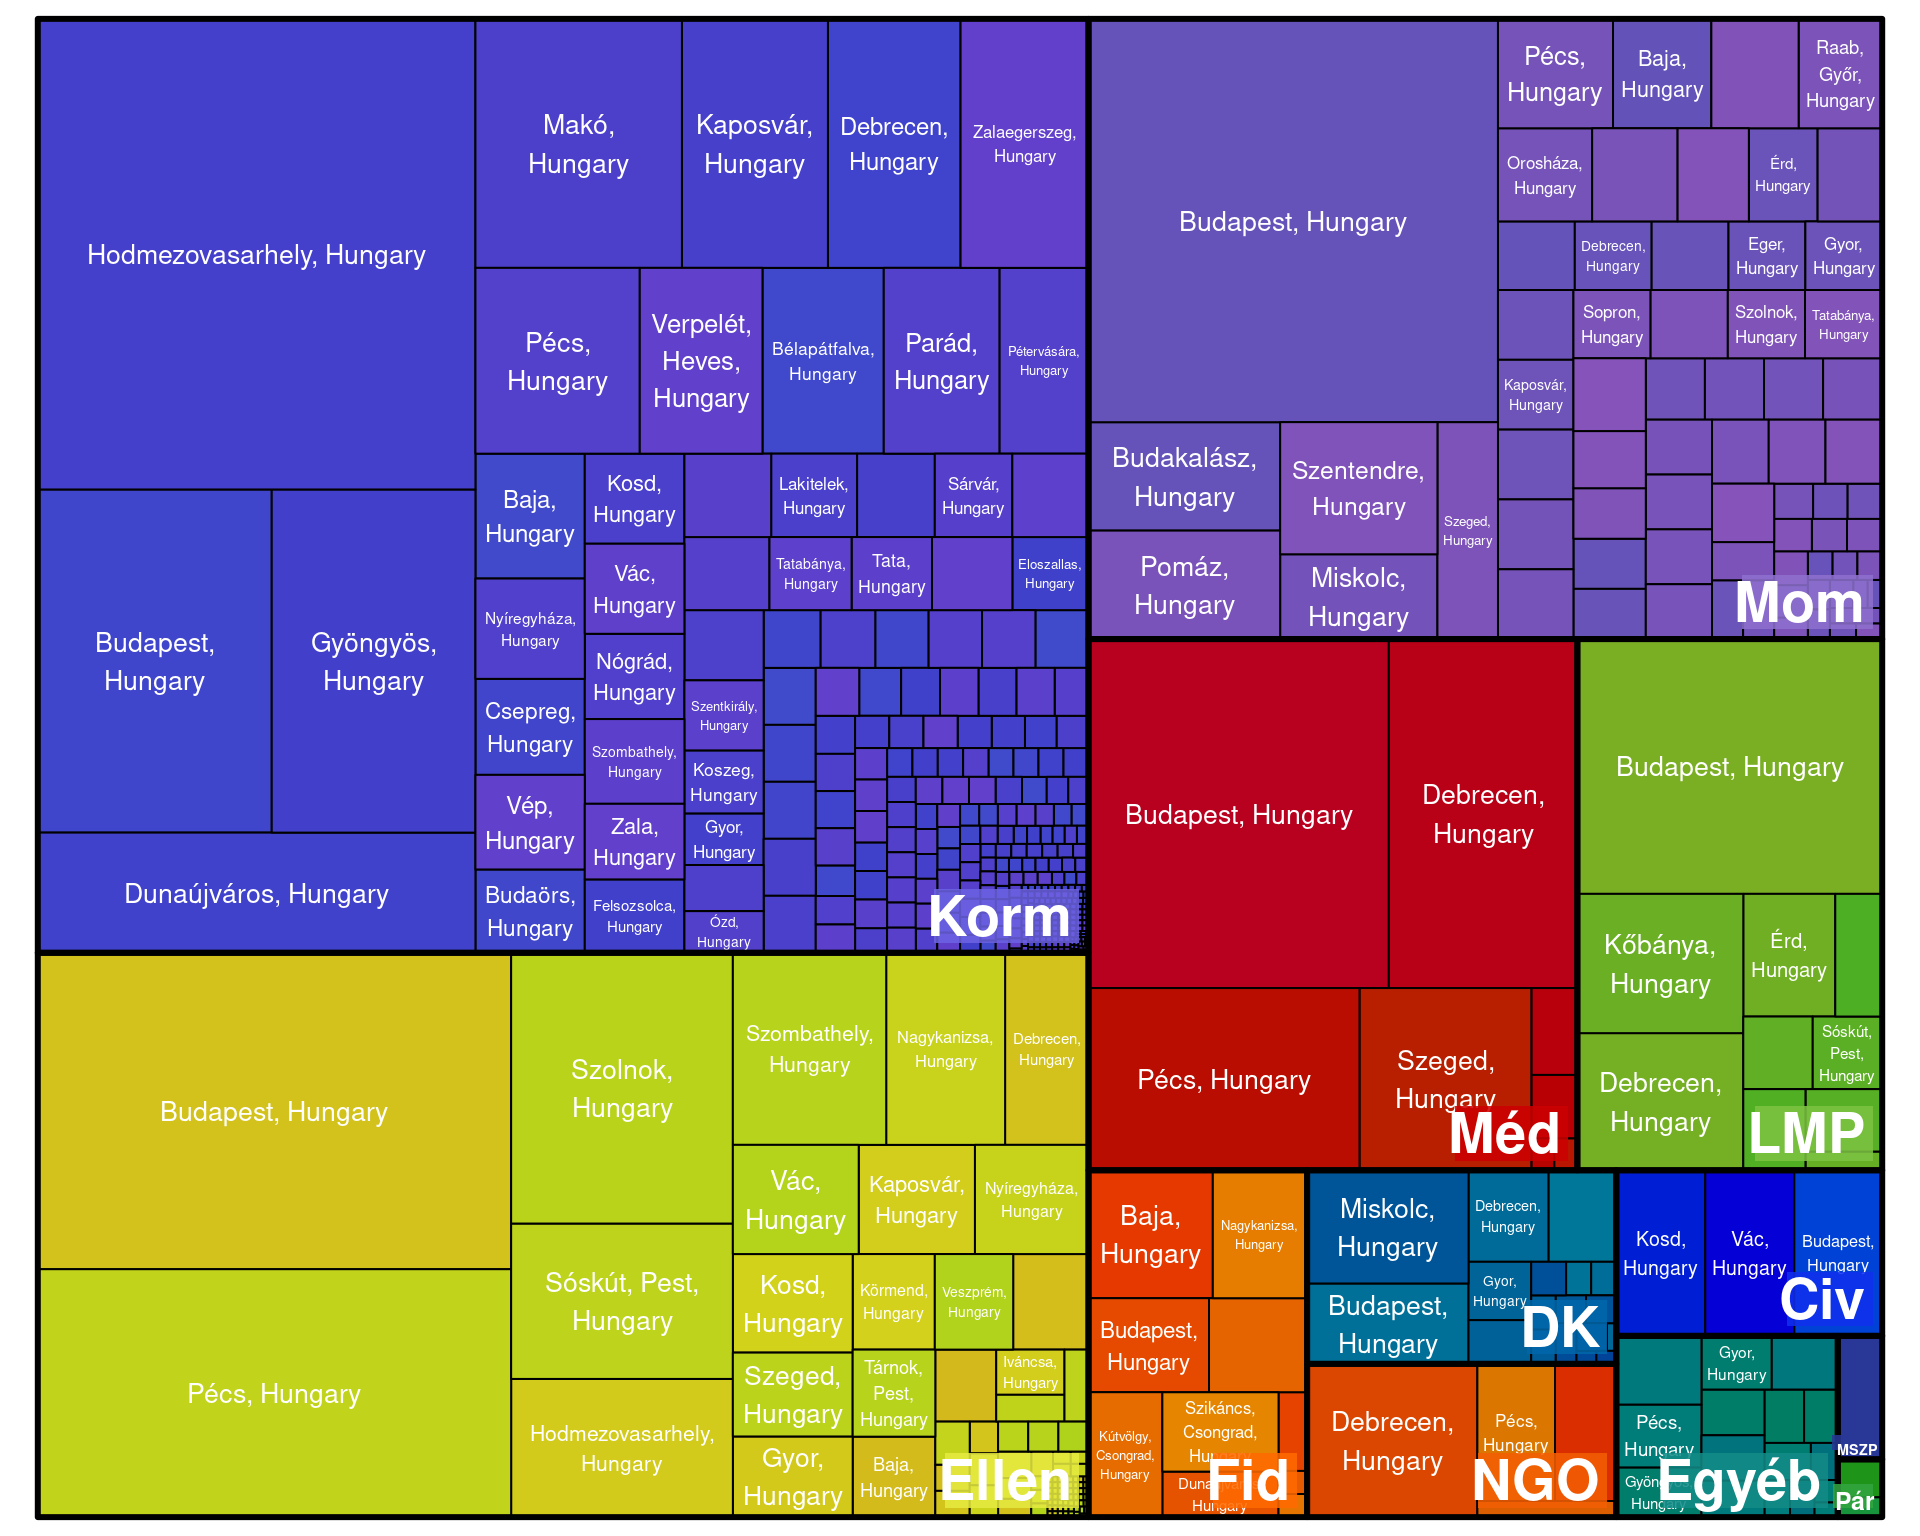 Hodmezovasarhely, Hungary
Makó,
Hungary
Kaposvár,
Hungary
Debrecen,
Hungary
Zalaegerszeg,
Hungary
Pécs,
Hungary
Verpelét,
Heves,
Hungary
Bélapátfalva,
Hungary
Parád,
Hungary
Pétervására,
Hungary
Budapest,
Hungary
Gyöngyös,
Hungary
Dunaújváros, Hungary
Baja,
Hungary
Nyíregyháza,
Hungary
Csepreg,
Hungary
Vép,
Hungary
Budaörs,
Hungary
Kosd,
Hungary
Vác,
Hungary
Nógrád,
Hungary
Szombathely,
Hungary
Zala,
Hungary
Felsozsolca,
Hungary
Lakitelek,
Hungary
Sárvár,
Hungary
Tatabánya,
Hungary
Tata,
Hungary
Eloszallas,
Hungary
Szentkirály,
Hungary
Koszeg,
Hungary
Gyor,
Hungary
Ózd,
Hungary
Korm
Budapest, Hungary
Pécs,
Hungary
Baja,
Hungary
Raab,
Győr,
Hungary
Orosháza,
Hungary
Érd,
Hungary
Debrecen,
Hungary
Eger,
Hungary
Gyor,
Hungary
Sopron,
Hungary
Szolnok,
Hungary
Tatabánya,
Hungary
Kaposvár,
Hungary
Budakalász,
Hungary
Szentendre,
Hungary
Szeged,
Hungary
Pomáz,
Hungary
Miskolc,
Hungary
Mom
Budapest, Hungary
Debrecen,
Hungary
Pécs, Hungary
Szeged,
Hungary
Méd
Budapest, Hungary
Kőbánya,
Hungary
Érd,
Hungary
Debrecen,
Hungary
Sóskút,
Pest,
Hungary
LMP
Budapest, Hungary
Pécs, Hungary
Szolnok,
Hungary
Sóskút, Pest,
Hungary
Hodmezovasarhely,
Hungary
Szombathely,
Hungary
Nagykanizsa,
Hungary
Debrecen,
Hungary
Vác,
Hungary
Kaposvár,
Hungary
Nyíregyháza,
Hungary
Kosd,
Hungary
Körmend,
Hungary
Veszprém,
Hungary
Szeged,
Hungary
Tárnok,
Pest,
Hungary
Iváncsa,
Hungary
Gyor,
Hungary
Baja,
Hungary
Ellen
Baja,
Hungary
Nagykanizsa,
Hungary
Budapest,
Hungary
Kútvölgy,
Csongrad,
Hungary
Szikáncs,
Csongrad,
Hungary
Fid
Miskolc,
Hungary
Debrecen,
Hungary
Budapest,
Hungary
Gyor,
Hungary
DK
Debrecen,
Hungary
Pécs,
Hungary
NGO
Kosd,
Hungary
Vác,
Hungary
Budapest,
Hungary
Civ
Gyor,
Hungary
Pécs,
Hungary
Egyéb
MSZP
Pár